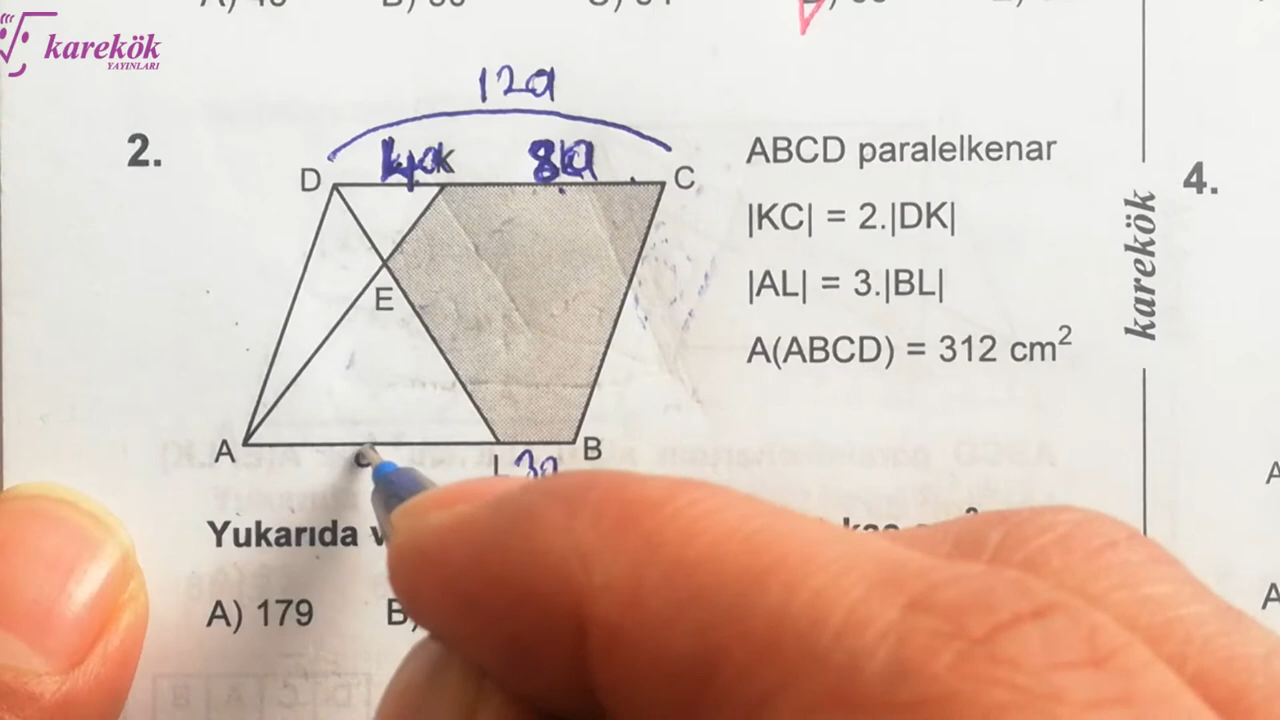 karekök
YAYINLARI
12a
2.
D 4a K 8a C
E
A L 3a B
ABCD paralelkenar
|KC| = 2.|DK|
|AL| = 3.|BL|
A(ABCD) = 312 cm²
karekök
4.
Yukarıda
A) 179 B)